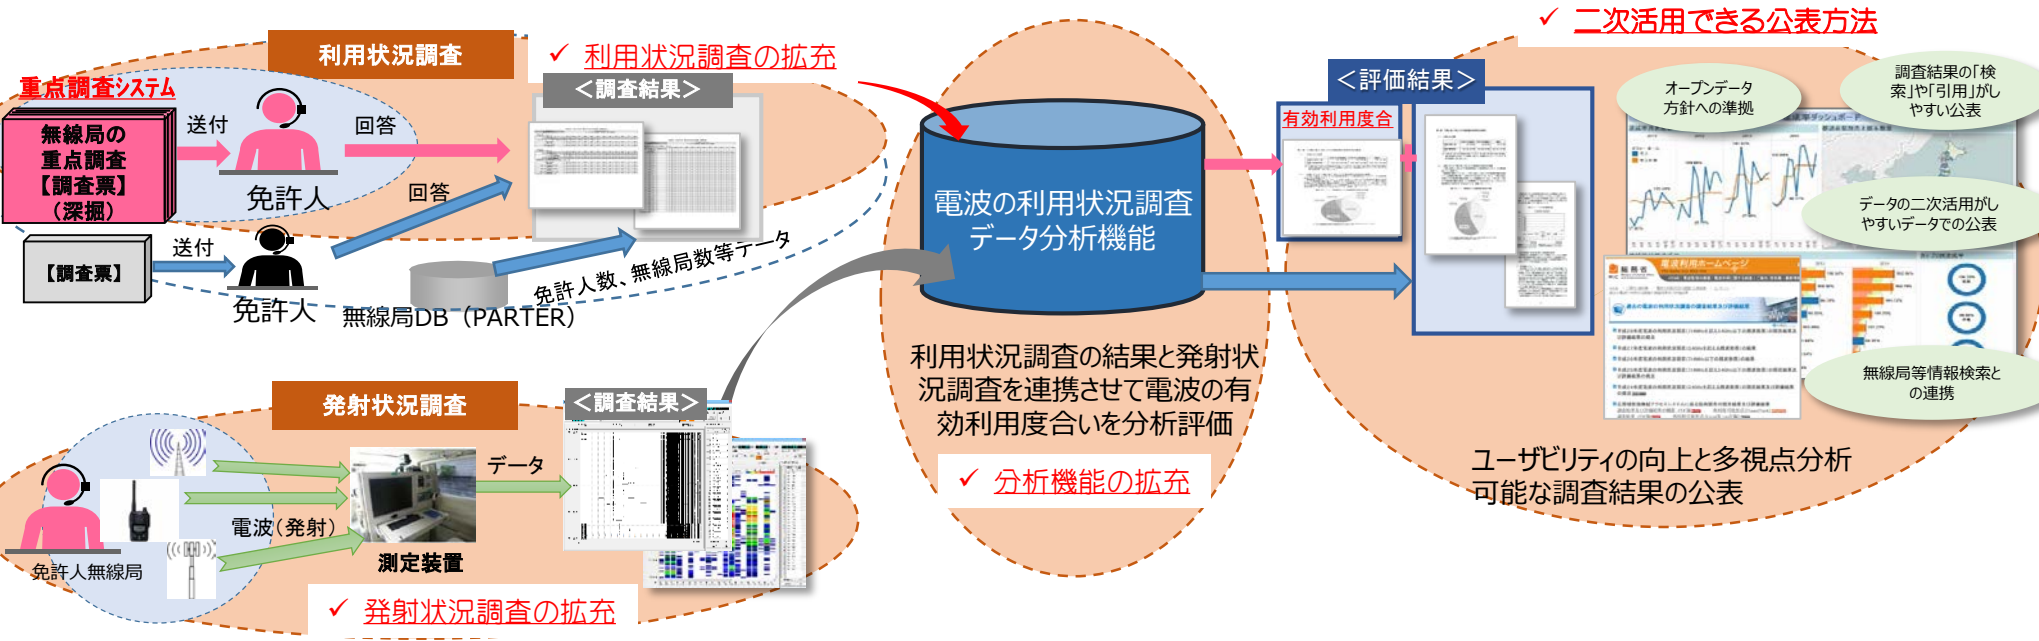 利用状況調査
✓ 利用状況調査の拡充
重点調査システム
無線局の
重点調査
【調査票】
（深掘）
送付
回答
免許人
＜調査結果＞
【調査票】
送付
回答
免許人
無線局DB（PARTER）
免許人数、無線局数等データ
発射状況調査
＜調査結果＞
データ
電波（発射）
測定装置
免許人無線局
✓ 発射状況調査の拡充
電波の利用状況調査
データ分析機能
利用状況調査の結果と発射状
況調査を連携させて電波の有
効利用度合いを分析評価
✓ 分析機能の拡充
✓ 二次活用できる公表方法
＜評価結果＞
有効利用度合
オープンデータ
方針への準拠
調査結果の「検
索」や「引用」がし
やすい公表
データの二次活用がし
やすいデータでの公表
総務省
電波利用ホームページ
無線局等情報検索と
の連携
ユーザビリティの向上と多視点分析
可能な調査結果の公表